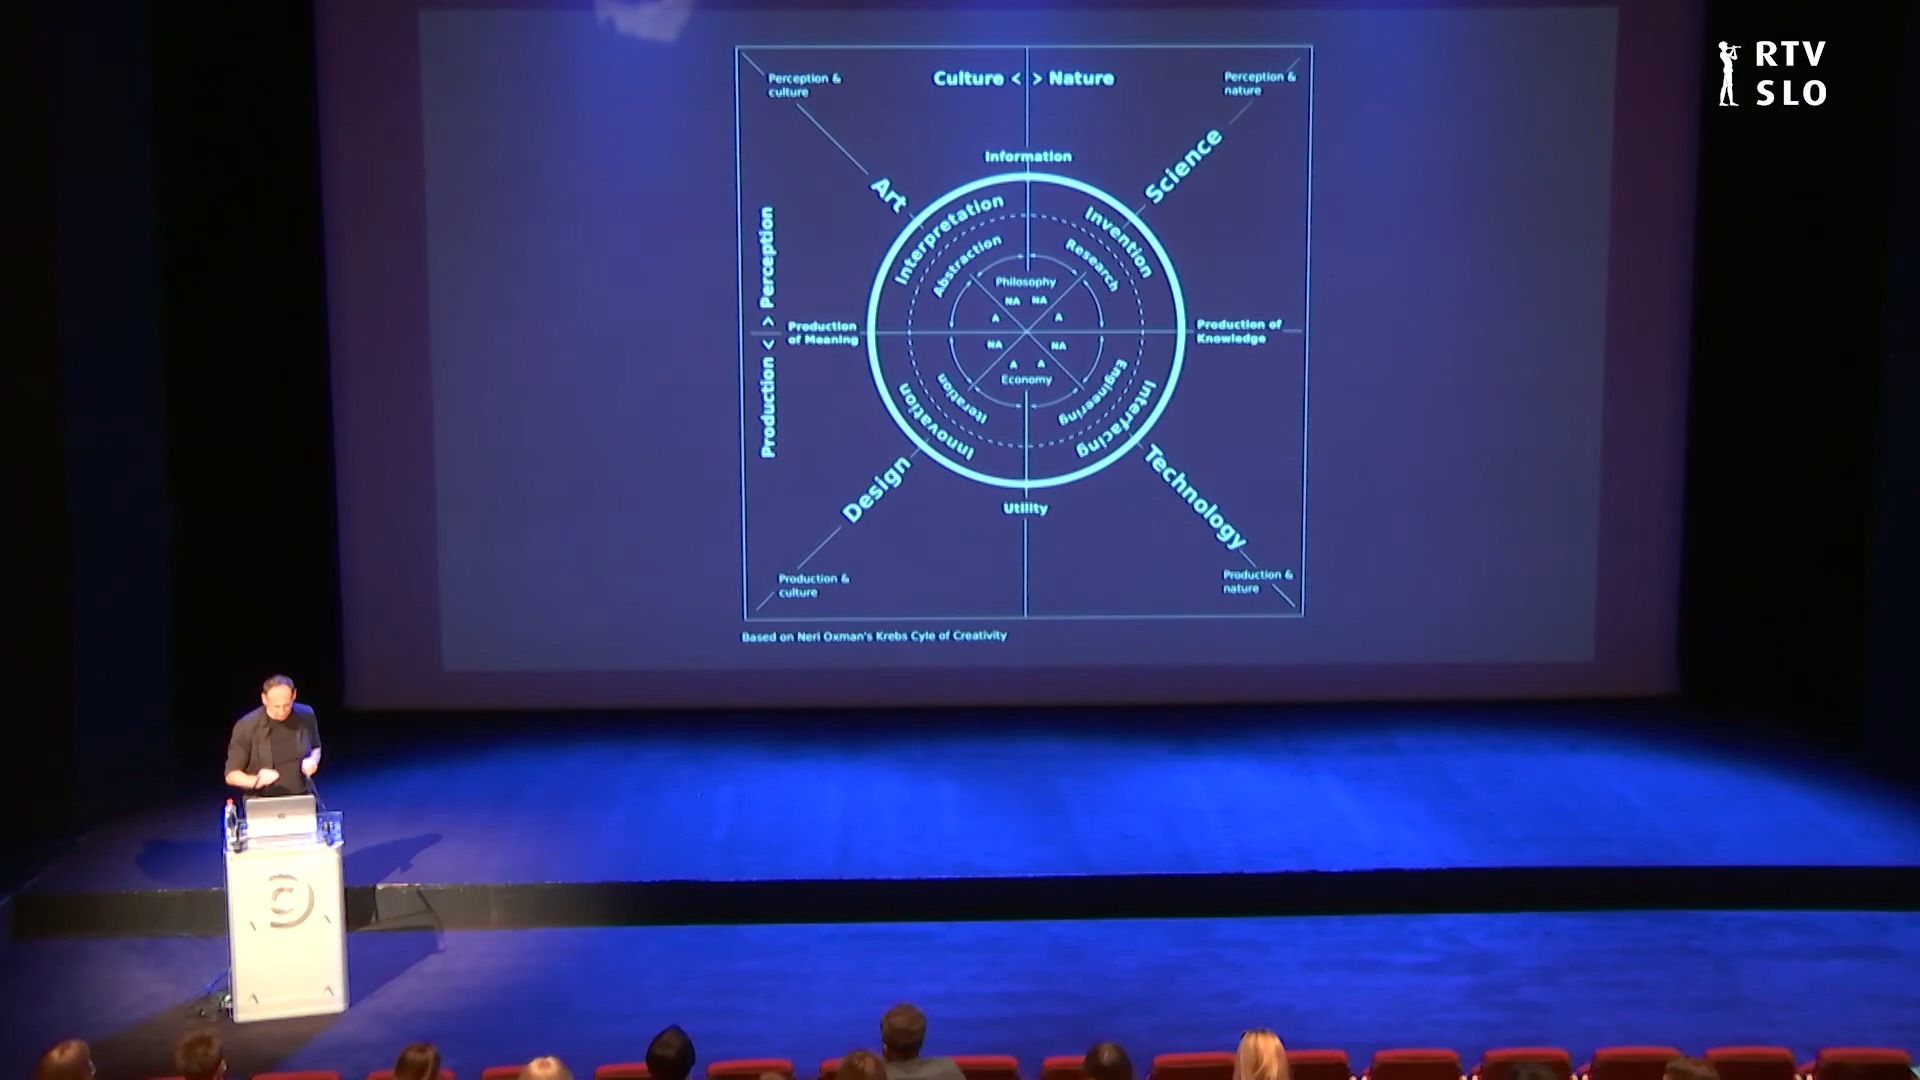 RTV
SLO
Culture < > Nature
Perception &
culture
Perception &
nature
Information
Art
Science
Interpretation
Invention
Abstraction
Research
Philosophy
NA NA
A A
Production < > Perception
Production
of Meaning
Production of
Knowledge
NA NA
A A
Economy
Iteration
Engineering
Innovation
Interfacing
Design
Technology
Utility
Production &
culture
Production &
nature
Based on Neri Oxman's Krebs Cyle of Creativity